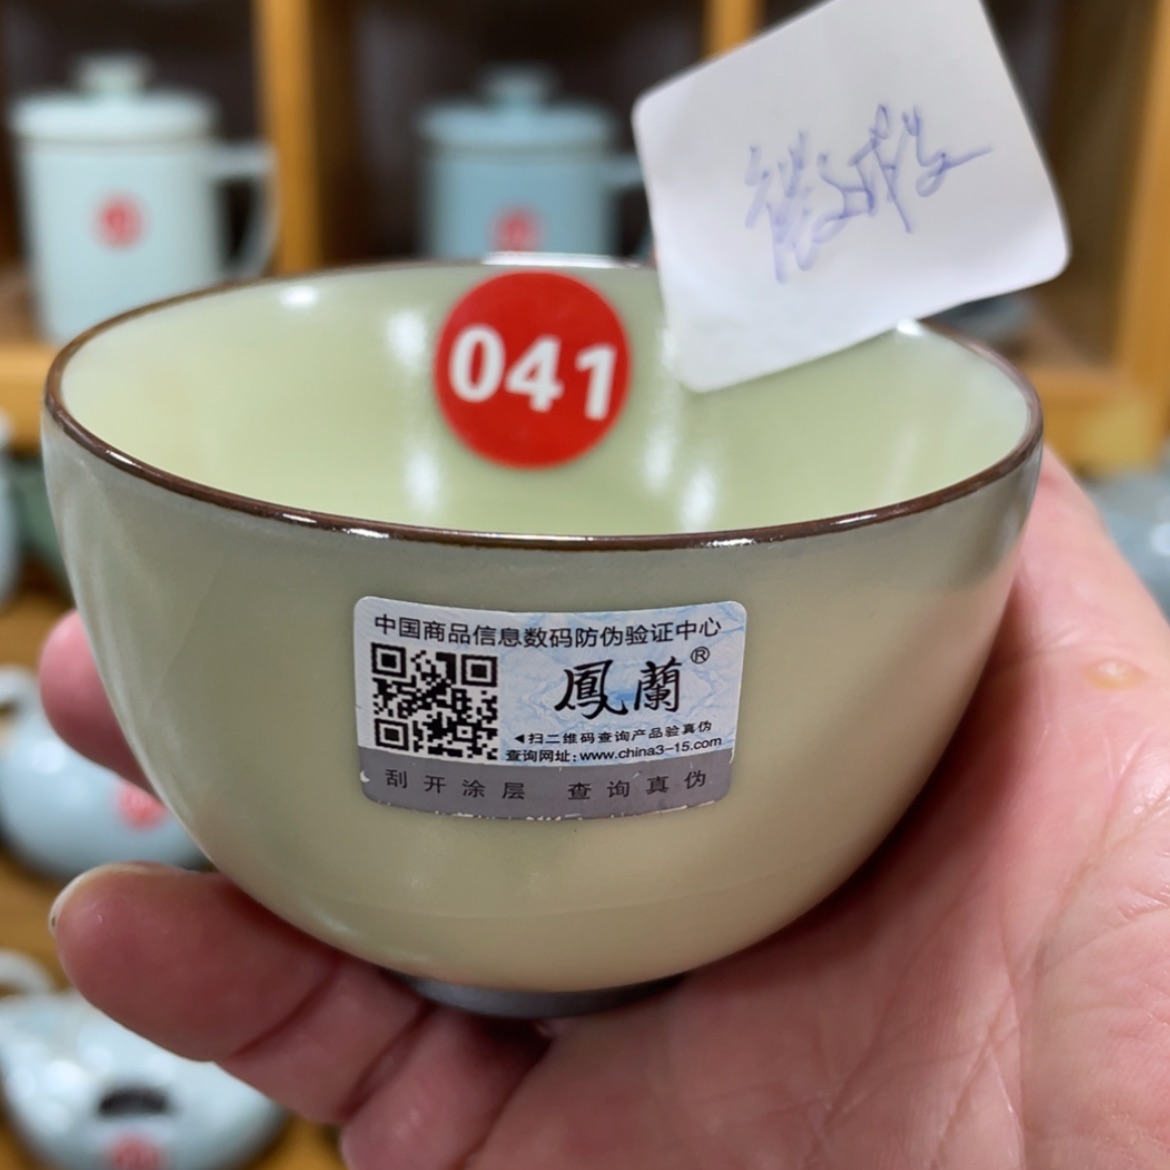 041
中国商品信息数码防伪验证中心
鳳蘭®
◀扫二维码查询产品验真伪
查询网址:www.china3-15.com
刮开涂层 查询真伪